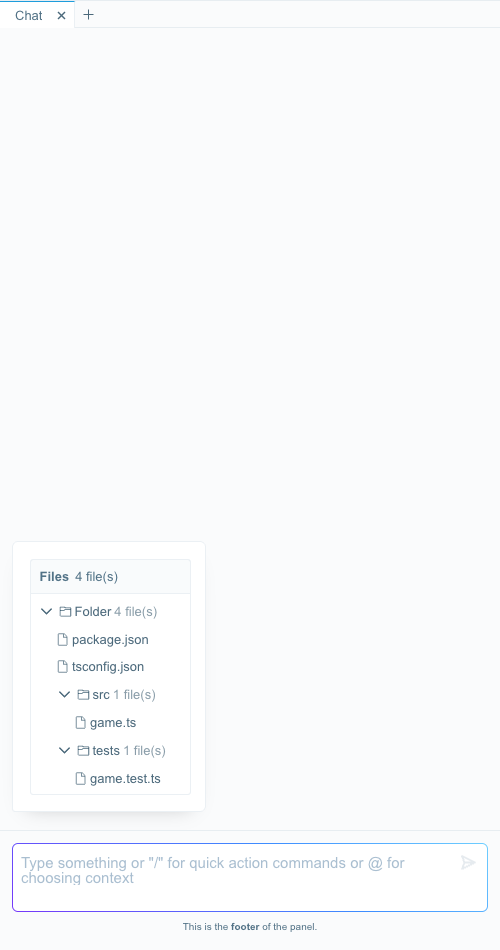 Chat
Files 4 file(s)
Folder 4 file(s)
package.json
tsconfig.json
src 1 file(s)
game.ts
tests 1 file(s)
game.test.ts
Type something or "/" for quick action commands or @ for
choosing context
This is the footer of the panel.